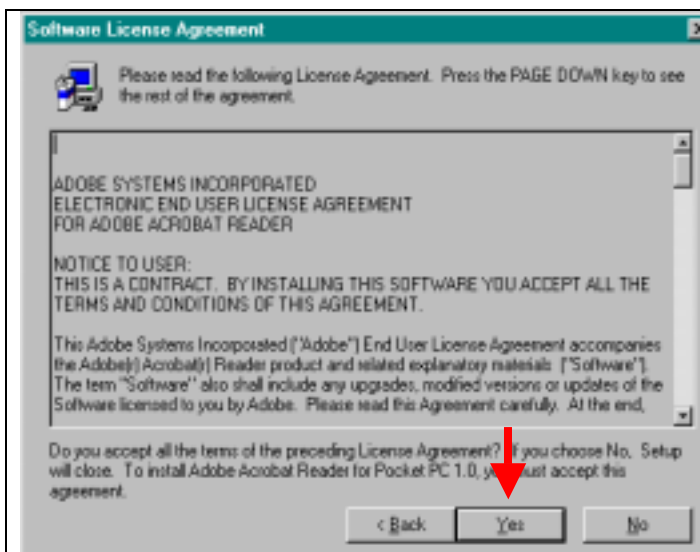 Software License Agreement
Please read the following License Agreement. Press the PAGE DOWN key to see
the rest of the agreement.
ADOBE SYSTEMS INCORPORATED
ELECTRONIC END USER LICENSE AGREEMENT
FOR ADOBE ACROBAT READER
NOTICE TO USER:
THIS IS A CONTRACT. BY INSTALLING THIS SOFTWARE YOU ACCEPT ALL THE
TERMS AND CONDITIONS OF THIS AGREEMENT.
This Adobe Systems Incorporated ("Adobe") End User License Agreement accompanies
the Adobe(r) Acrobat(r) Reader product and related explanatory materials ("Software").
The term "Software" also shall include any upgrades, modified versions or updates of the
Software licensed to you by Adobe. Please read this Agreement carefully. At the end,
Do you accept all the terms of the preceding License Agreement? If you choose No, Setup
will close. To install Adobe Acrobat Reader for Pocket PC 1.0, must accept this
agreement.
< Back Yes No